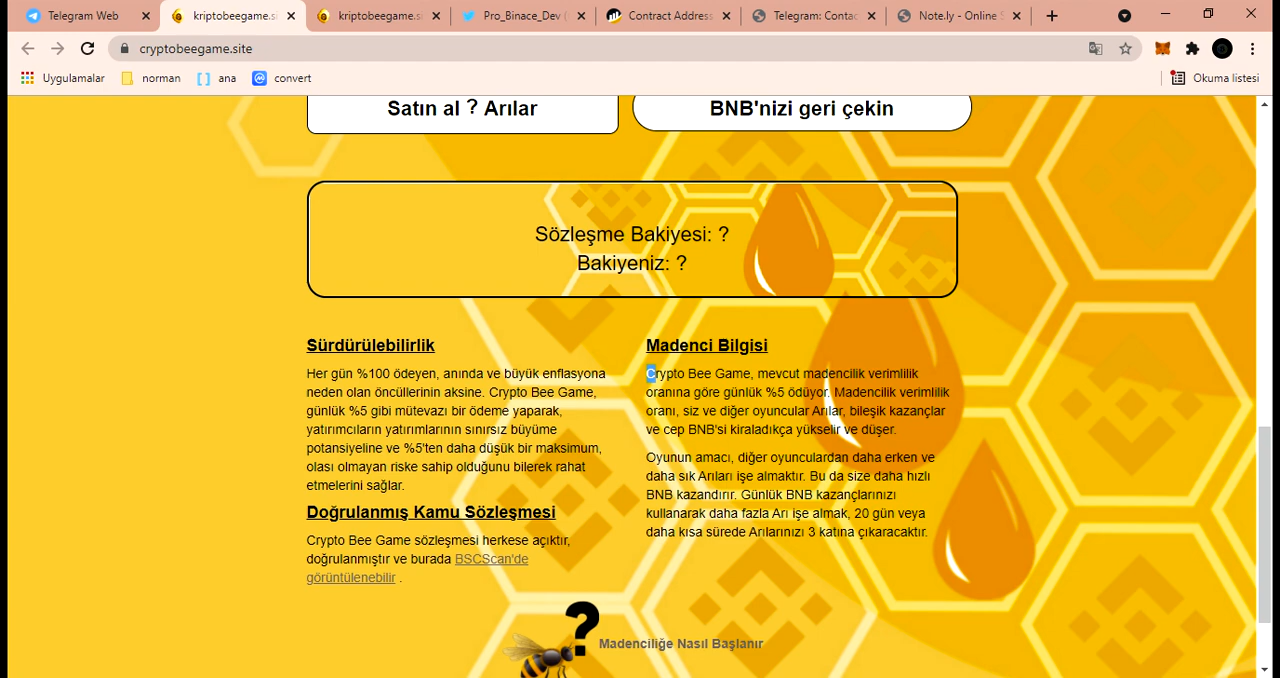 Telegram Web
kriptobeegame.s
kriptobeegame.s
Pro_Binace_Dev (
Contract Address
Telegram: Contac
Note.ly - Online S
cryptobeegame.site
Uygulamalar
norman
ana
convert
Okuma listesi
Satın al ? Arılar
BNB'nizi geri çekin
Sözleşme Bakiyesi: ?
Bakiyeniz: ?
Sürdürülebilirlik
Her gün %100 ödeyen, anında ve büyük enflasyona
neden olan öncüllerinin aksine. Crypto Bee Game,
günlük %5 gibi mütevazı bir ödeme yaparak,
yatırımcıların yatırımlarının sınırsız büyüme
potansiyeline ve %5'ten daha düşük bir maksimum,
olası olmayan riske sahip olduğunu bilerek rahat
etmelerini sağlar.
Doğrulanmış Kamu Sözleşmesi
Crypto Bee Game sözleşmesi herkese açıktır,
doğrulanmıştır ve burada BSCScan'de
görüntülenebilir .
Madenci Bilgisi
Crypto Bee Game, mevcut madencilik verimlilik
oranına göre günlük %5 ödüyor. Madencilik verimlilik
oranı, siz ve diğer oyuncular Arılar, bileşik kazançlar
ve cep BNB'si kiraladıkça yükselir ve düşer.
Oyunun amacı, diğer oyunculardan daha erken ve
daha sık Arıları işe almaktır. Bu da size daha hızlı
BNB kazandırır. Günlük BNB kazançlarınızı
kullanarak daha fazla Arı işe almak, 20 gün veya
daha kısa sürede Arılarınızı 3 katına çıkaracaktır.
? Madenciliğe Nasıl Başlanır